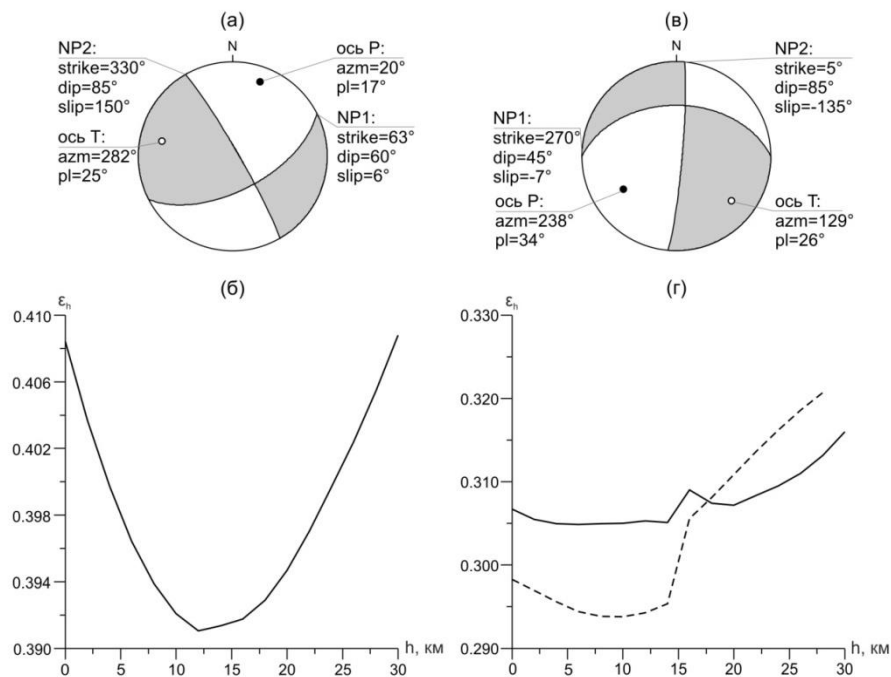 (а)
NP2:
strike=330°
dip=85°
slip=150°
N
ось P:
azm=20°
pl=17°
NP1:
strike=63°
dip=60°
slip=6°
ось T:
azm=282°
pl=25°
(в)
N
NP2:
strike=5°
dip=85°
slip=-135°
NP1:
strike=270°
dip=45°
slip=-7°
ось P:
azm=238°
pl=34°
ось T:
azm=129°
pl=26°
(б)
εh
0.410
0.406
0.402
0.398
0.394
0.390
0 5 10 15 20 25 30
h, км
(г)
εh
0.330
0.320
0.310
0.300
0.290
0 5 10 15 20 25 30
h, км